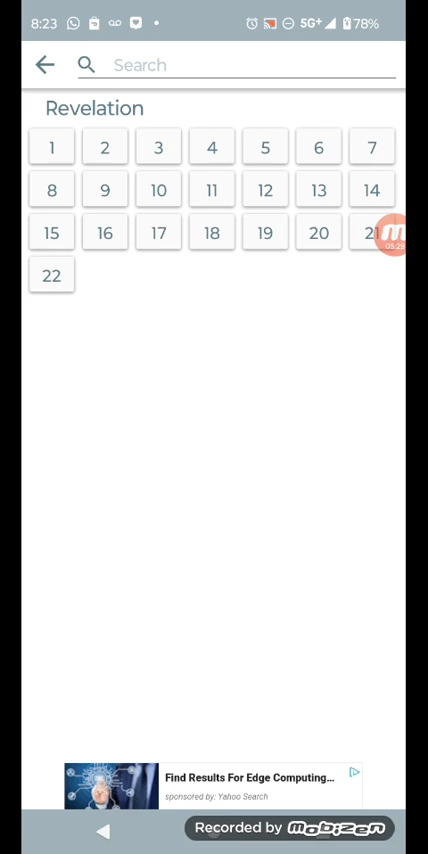 8:23 5G+ 78%
Search
Revelation
1 2 3 4 5 6 7
8 9 10 11 12 13 14
15 16 17 18 19 20 21
05:29
22
Find Results For Edge Computing...
sponsored by: Yahoo Search
Recorded by mobizen